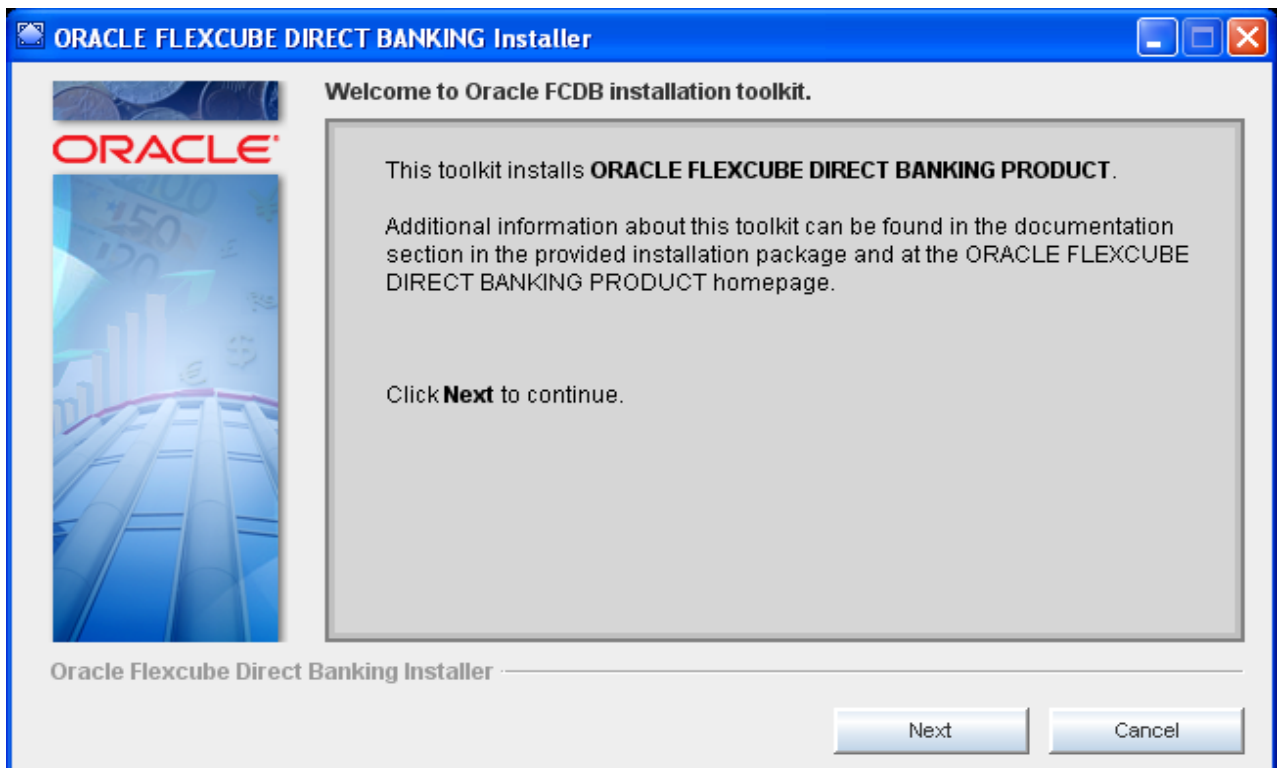 ORACLE FLEXCUBE DIRECT BANKING Installer
Welcome to Oracle FCDB installation toolkit.
ORACLE
This toolkit installs ORACLE FLEXCUBE DIRECT BANKING PRODUCT.
Additional information about this toolkit can be found in the documentation
section in the provided installation package and at the ORACLE FLEXCUBE
DIRECT BANKING PRODUCT homepage.
Click Next to continue.
100
50
20
Oracle Flexcube Direct Banking Installer
Next
Cancel